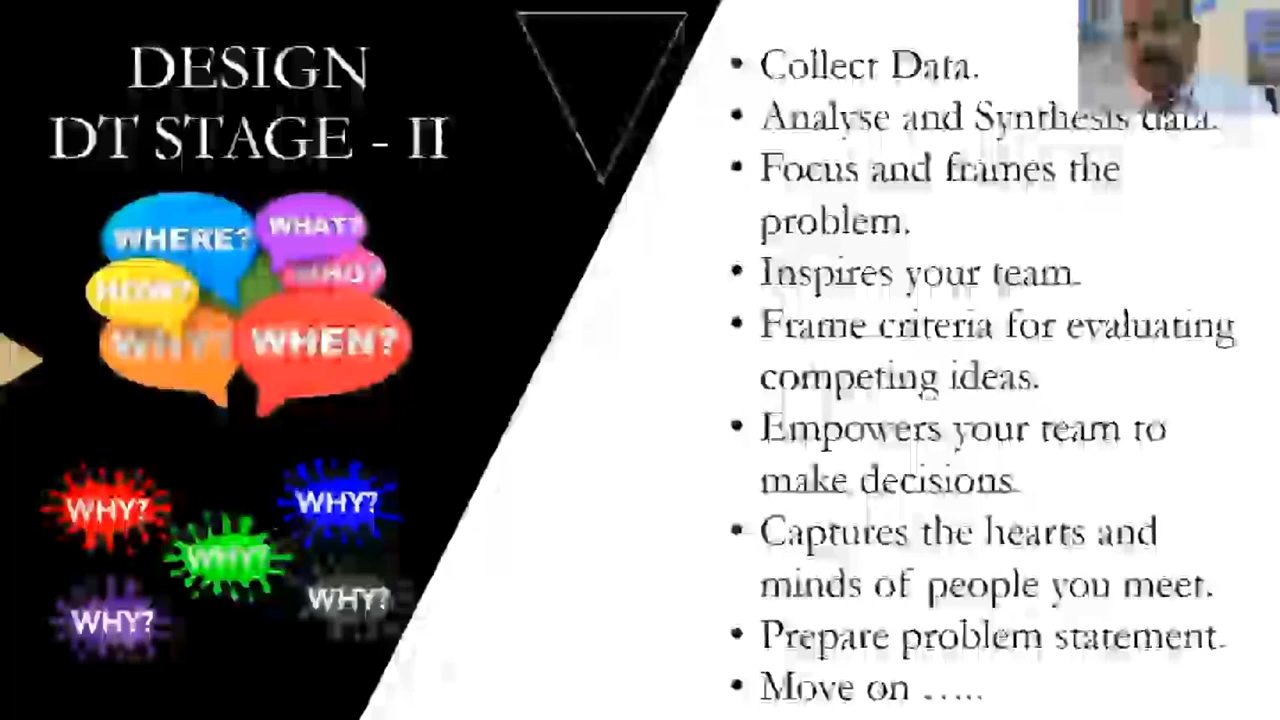 DESIGN
DT STAGE - II
WHERE?
WHAT?
WHO?
HOW?
WHY?
WHEN?
WHY?
WHY?
WHY?
WHY?
WHY?
• Collect Data.
• Analyse and Synthesis data.
• Focus and frames the
problem.
• Inspires your team.
• Frame criteria for evaluating
competing ideas.
• Empowers your team to
make decisions.
• Captures the hearts and
minds of people you meet.
• Prepare problem statement.
• Move on …..